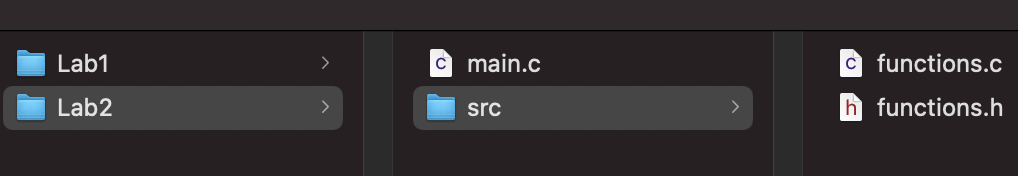 Lab1
Lab2
C main.c
src
C functions.c
h functions.h